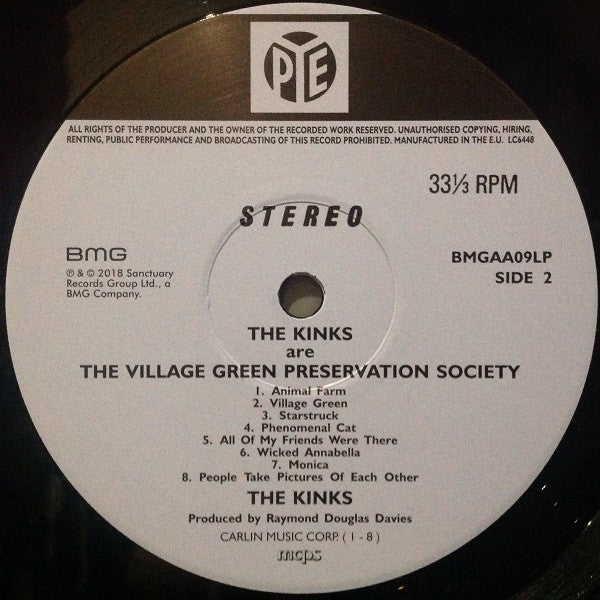 PYE
ALL RIGHTS OF THE PRODUCER AND THE OWNER OF THE RECORDED WORK RESERVED. UNAUTHORISED COPYING, HIRING,
RENTING, PUBLIC PERFORMANCE AND BROADCASTING OF THIS RECORD PROHIBITED. MANUFACTURED IN THE E.U. LC6448
33⅓ RPM
STEREO
BMG
BMGAA09LP
℗ & © 2018 Sanctuary
SIDE 2
Records Group Ltd., a
BMG Company.
THE KINKS
are
THE VILLAGE GREEN PRESERVATION SOCIETY
1. Animal Farm
2. Village Green
3. Starstruck
4. Phenomenal Cat
5. All Of My Friends Were There
6. Wicked Annabella
7. Monica
8. People Take Pictures Of Each Other
THE KINKS
Produced by Raymond Douglas Davies
CARLIN MUSIC CORP. ( 1 - 8 )
mcps